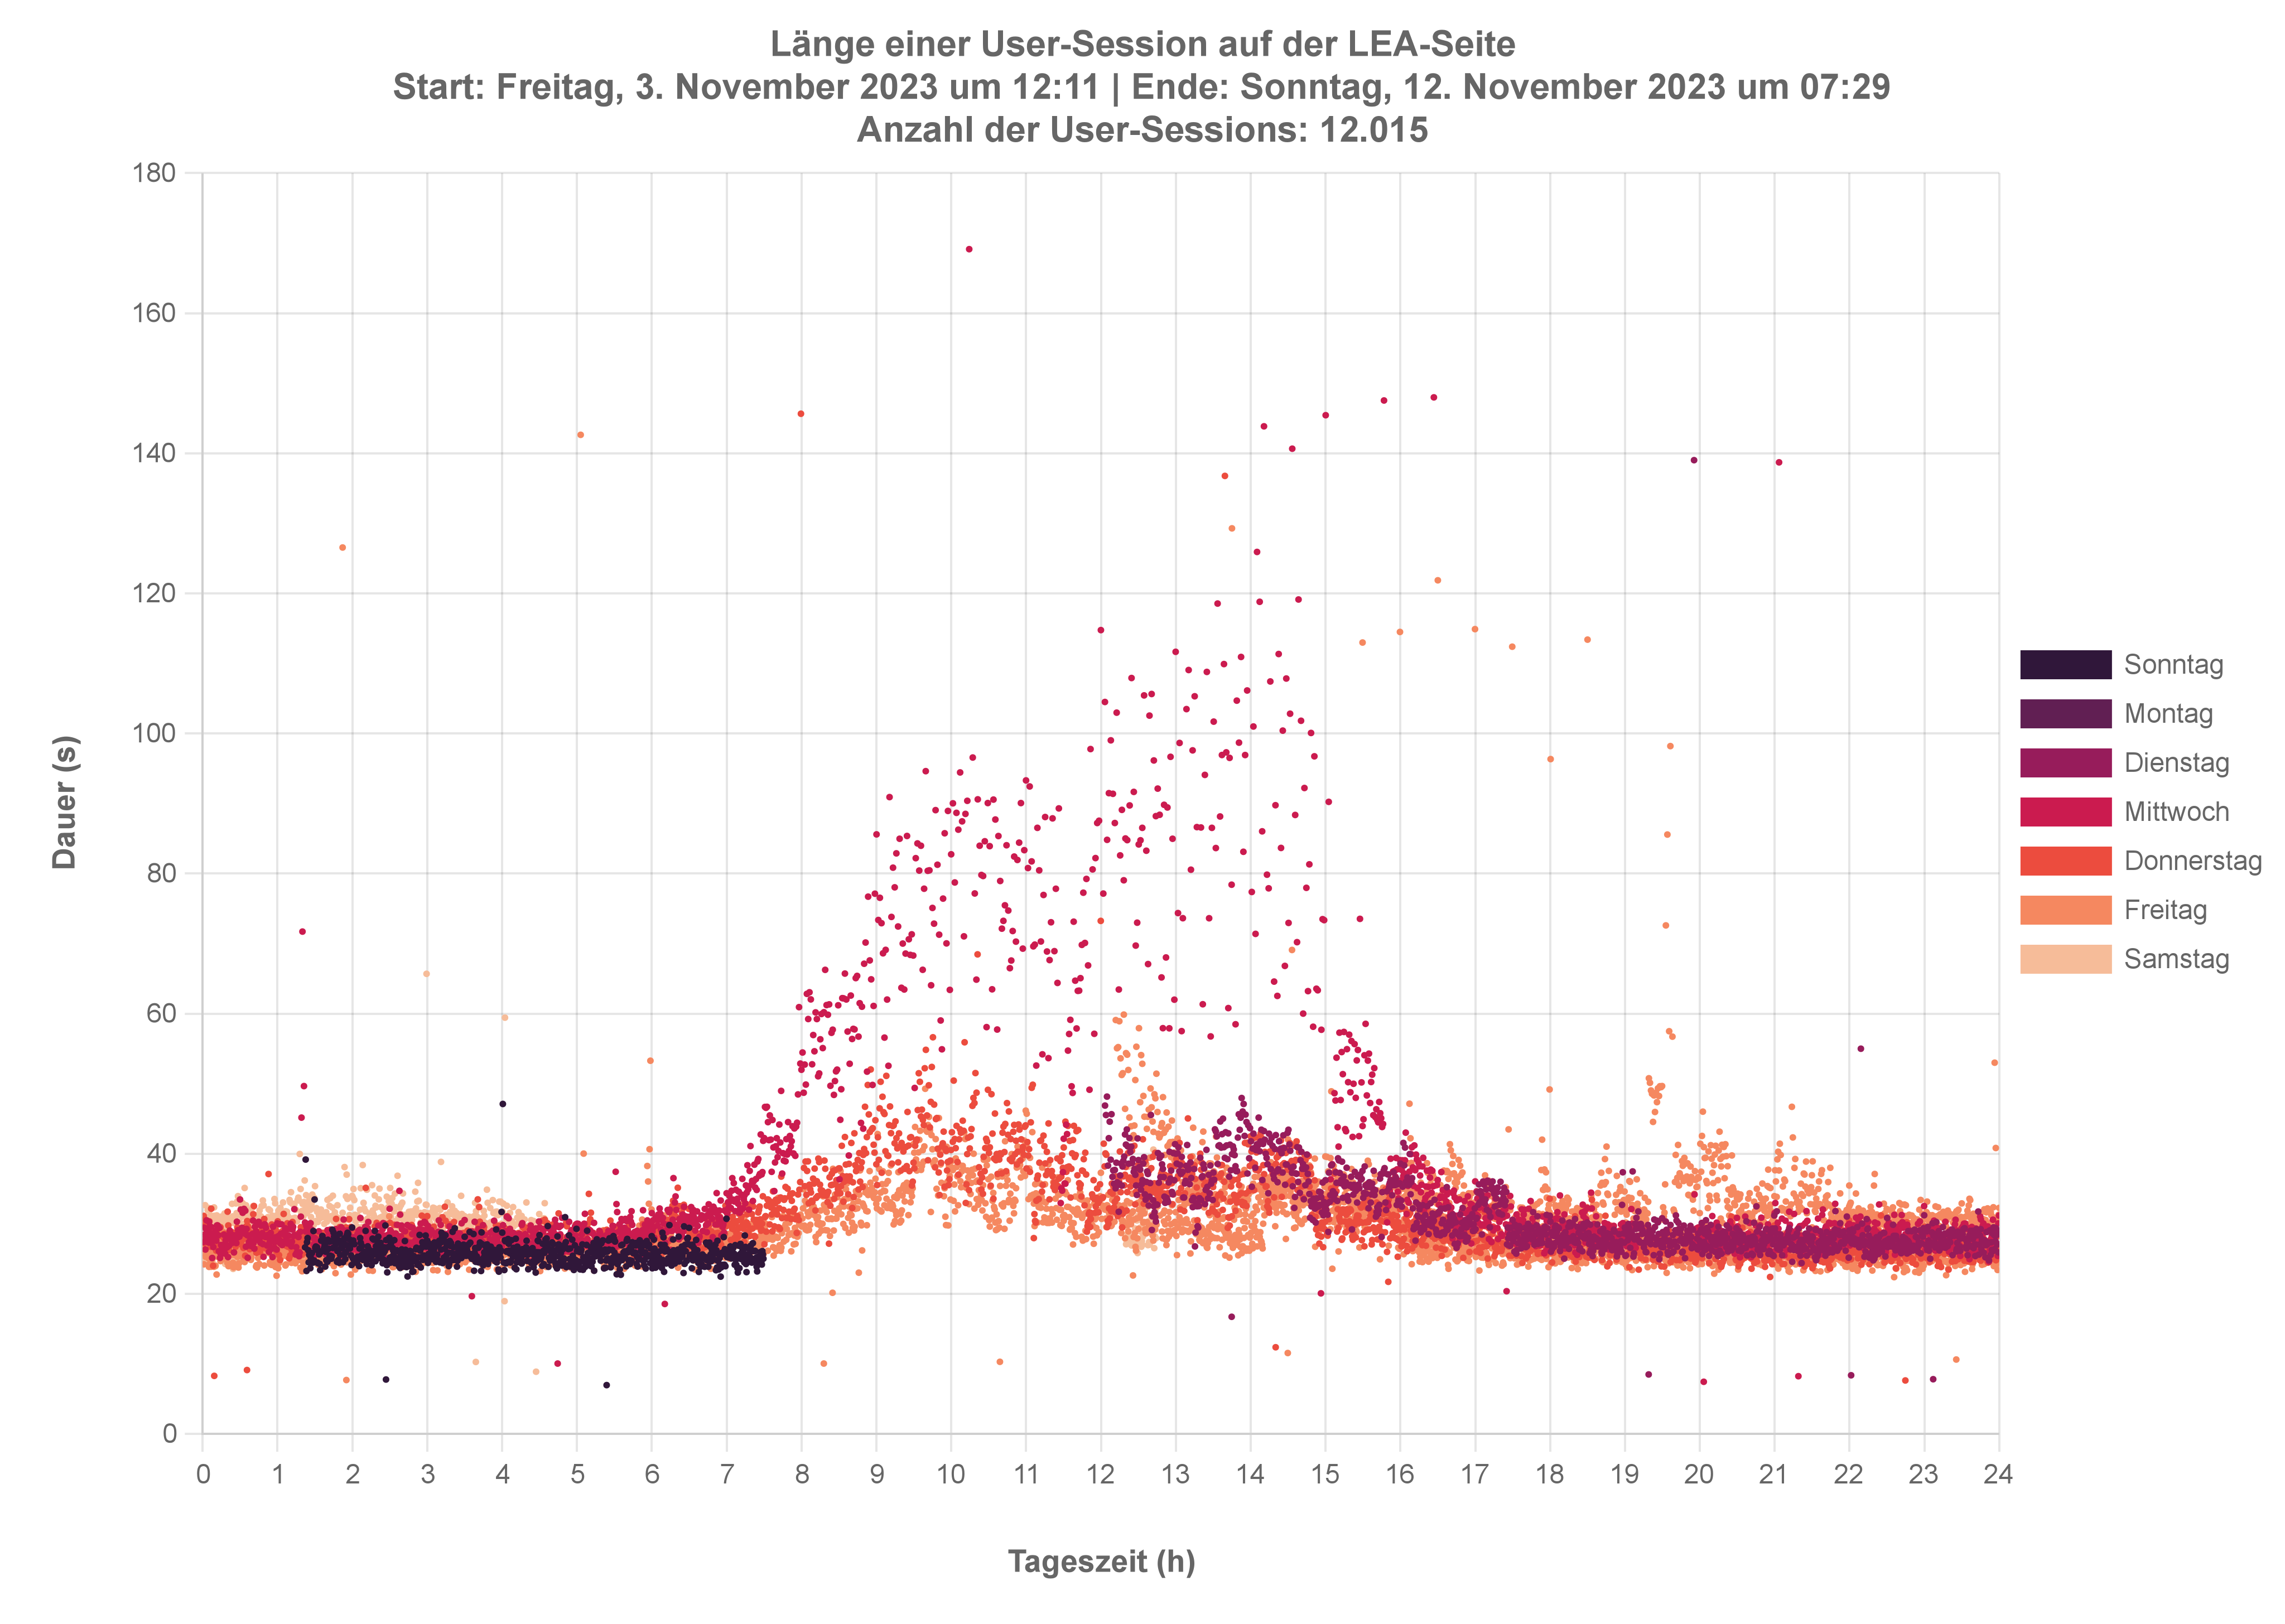 Länge einer User-Session auf der LEA-Seite
Start: Freitag, 3. November 2023 um 12:11 | Ende: Sonntag, 12. November 2023 um 07:29
Anzahl der User-Sessions: 12.015
180
160
140
120
100
80
60
40
20
0
Dauer (s)
0 1 2 3 4 5 6 7 8 9 10 11 12 13 14 15 16 17 18 19 20 21 22 23 24
Tageszeit (h)
Sonntag
Montag
Dienstag
Mittwoch
Donnerstag
Freitag
Samstag